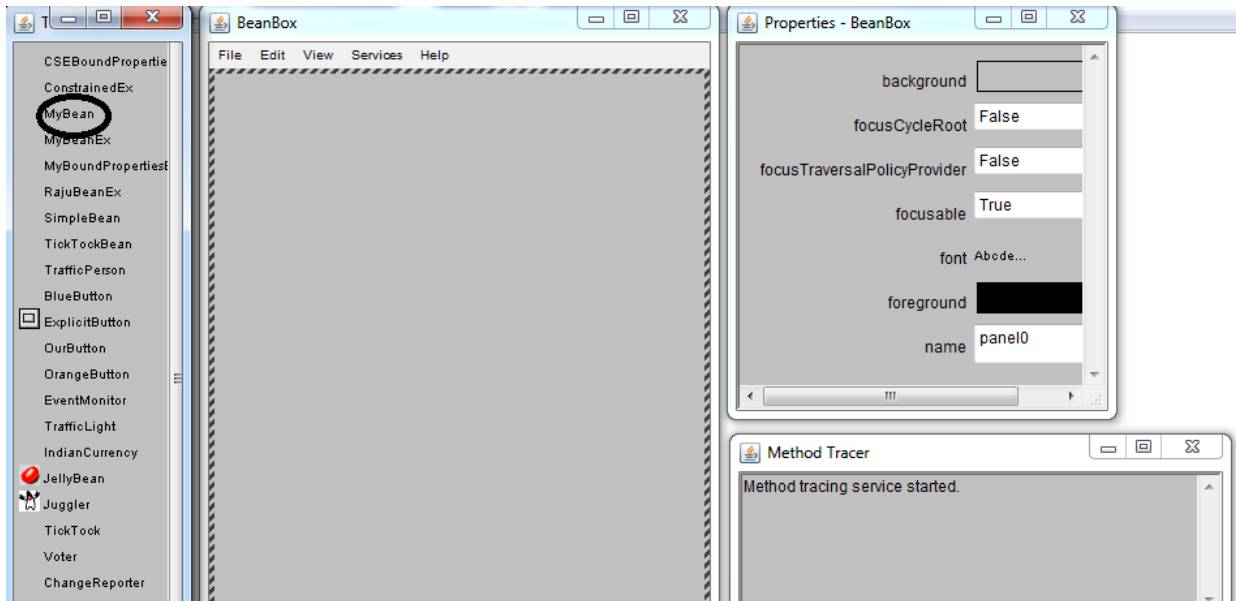 T
CSEBoundPropertie
ConstrainedEx
MyBean
MyBeanEx
MyBoundPropertiesE
RajuBeanEx
SimpleBean
TickTockBean
TrafficPerson
BlueButton
ExplicitButton
OurButton
OrangeButton
EventMonitor
TrafficLight
IndianCurrency
JellyBean
Juggler
TickTock
Voter
ChangeReporter
BeanBox
File Edit View Services Help
Properties - BeanBox
background
focusCycleRoot False
focusTraversalPolicyProvider False
focusable True
font Abcde...
foreground
name panel0
Method Tracer
Method tracing service started.